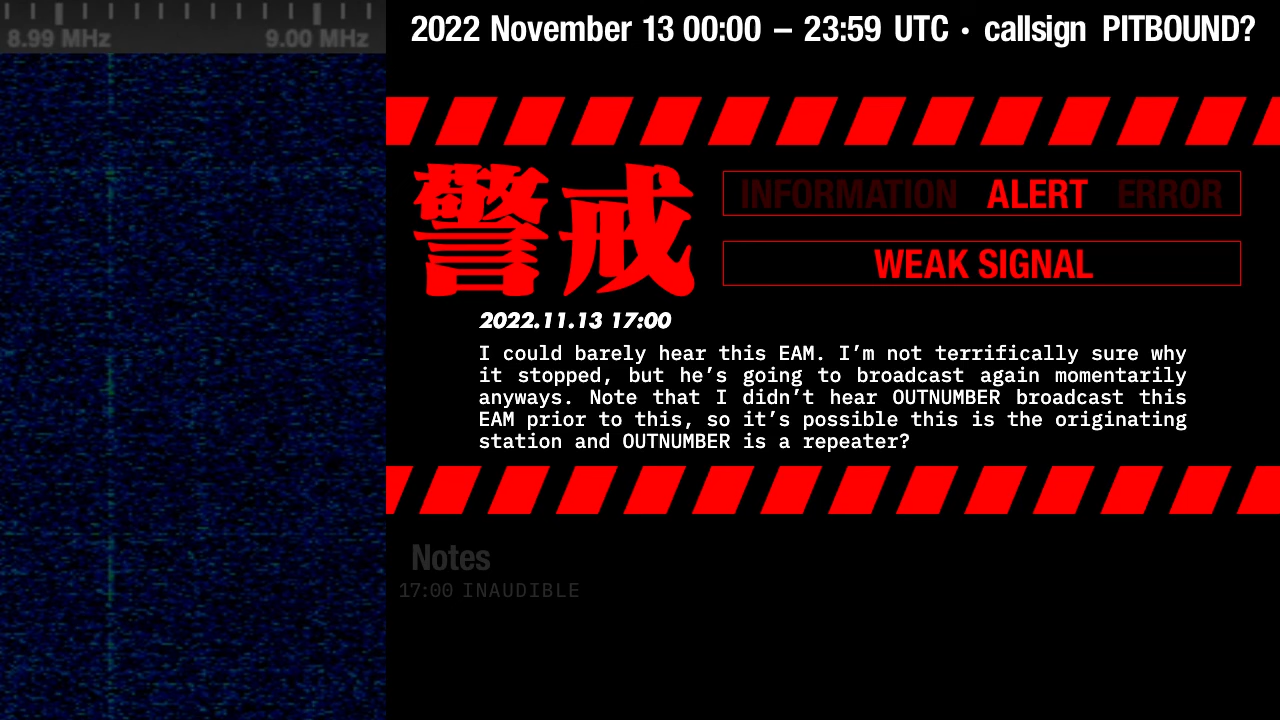 8.99 MHz 9.00 MHz
2022 November 13 00:00 – 23:59 UTC · callsign PITBOUND?
警戒
INFORMATION ALERT ERROR
WEAK SIGNAL
2022.11.13 17:00
I could barely hear this EAM. I’m not terrifically sure why
it stopped, but he’s going to broadcast again momentarily
anyways. Note that I didn’t hear OUTNUMBER broadcast this
EAM prior to this, so it’s possible this is the originating
station and OUTNUMBER is a repeater?
Notes
17:00 INAUDIBLE